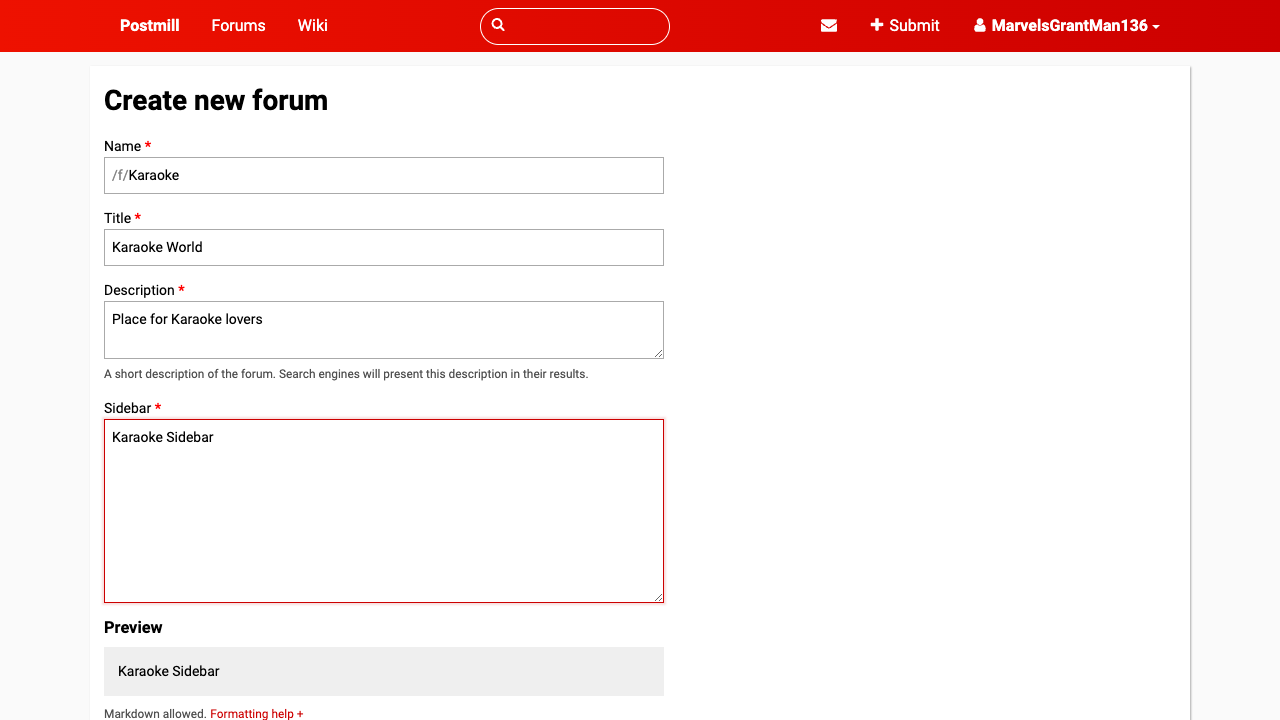 Postmill Forums Wiki Submit MarvelsGrantMan136
Create new forum
Name *
/f/Karaoke
Title *
Karaoke World
Description *
Place for Karaoke lovers
A short description of the forum. Search engines will present this description in their results.
Sidebar *
Karaoke Sidebar
Preview
Karaoke Sidebar
Markdown allowed. Formatting help +